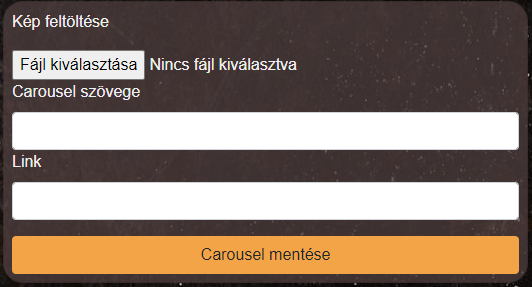 Kép feltöltése
Fájl kiválasztása Nincs fájl kiválasztva
Carousel szövege
Link
Carousel mentése